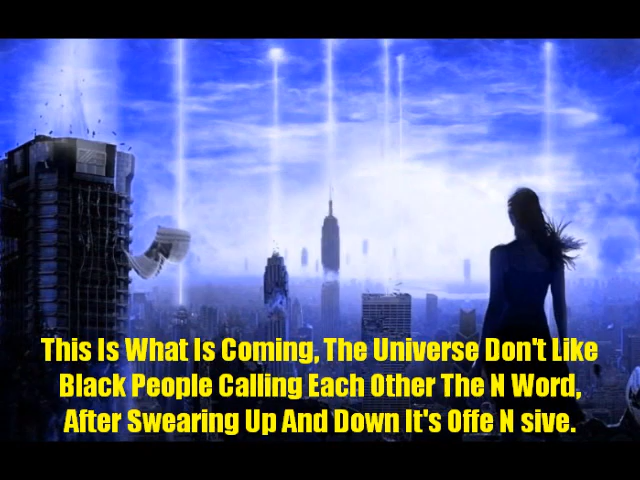 This Is What Is Coming, The Universe Don't Like
Black People Calling Each Other The N Word,
After Swearing Up And Down It's Offe N sive.